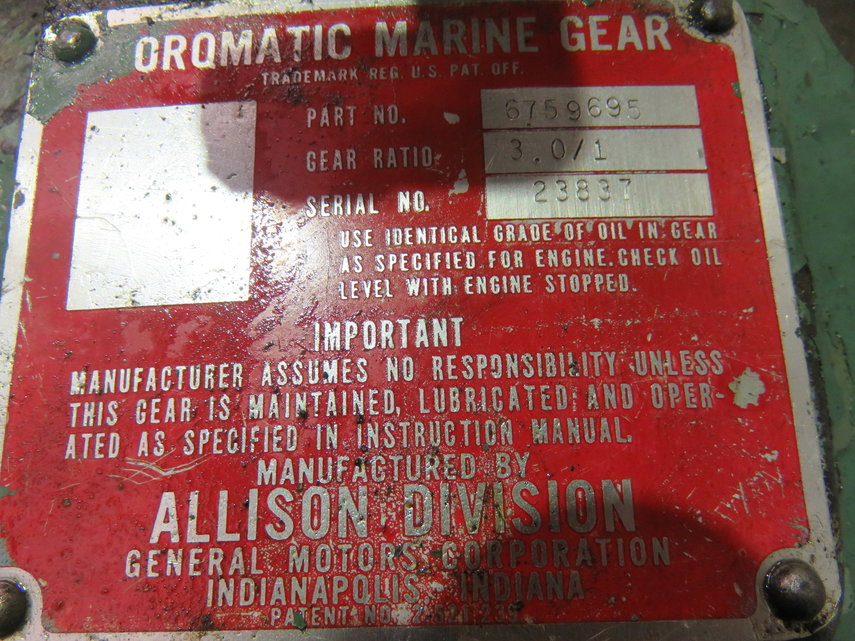 OROMATIC MARINE GEAR
TRADEMARK REG. U.S. PAT. OFF.
PART NO. 6759695
GEAR RATIO 3.0/1
SERIAL NO. 23837
USE IDENTICAL GRADE OF OIL IN GEAR
AS SPECIFIED FOR ENGINE. CHECK OIL
LEVEL WITH ENGINE STOPPED.
IMPORTANT
MANUFACTURER ASSUMES NO RESPONSIBILITY UNLESS
THIS GEAR IS MAINTAINED, LUBRICATED AND OPER-
ATED AS SPECIFIED IN INSTRUCTION MANUAL.
MANUFACTURED BY
ALLISON DIVISION
GENERAL MOTORS CORPORATION
INDIANAPOLIS INDIANA
PATENT NO.